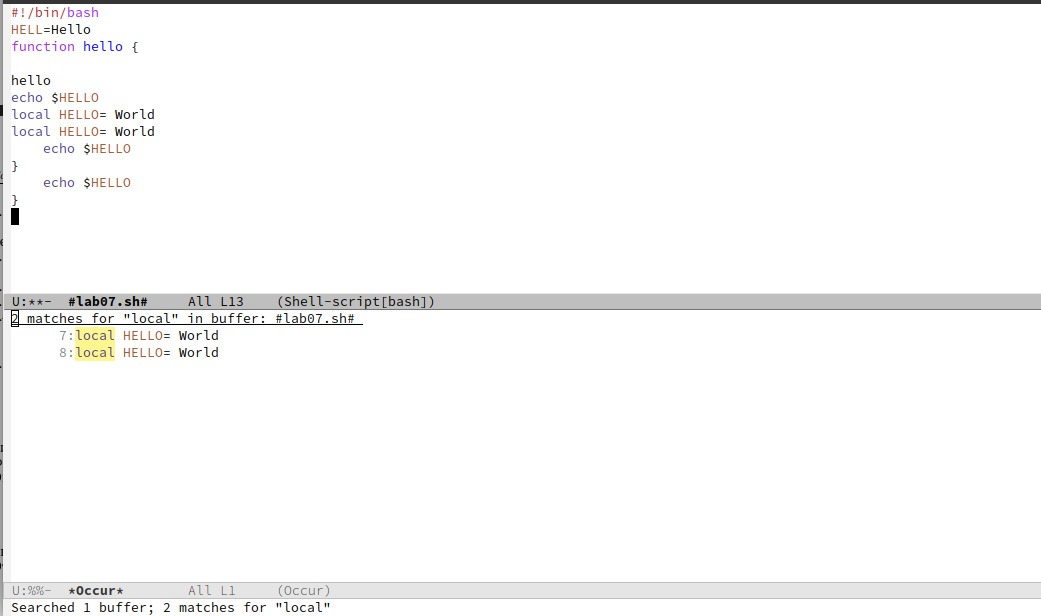 #!/bin/bash
HELL=Hello
function hello {
hello
echo $HELLO
local HELLO= World
local HELLO= World
    echo $HELLO
}
    echo $HELLO
}
U:**-  #lab07.sh#     All L13    (Shell-script[bash])
2 matches for "local" in buffer: #lab07.sh#
      7:local HELLO= World
      8:local HELLO= World
U:%%-  *Occur*        All L1     (Occur)
Searched 1 buffer; 2 matches for "local"